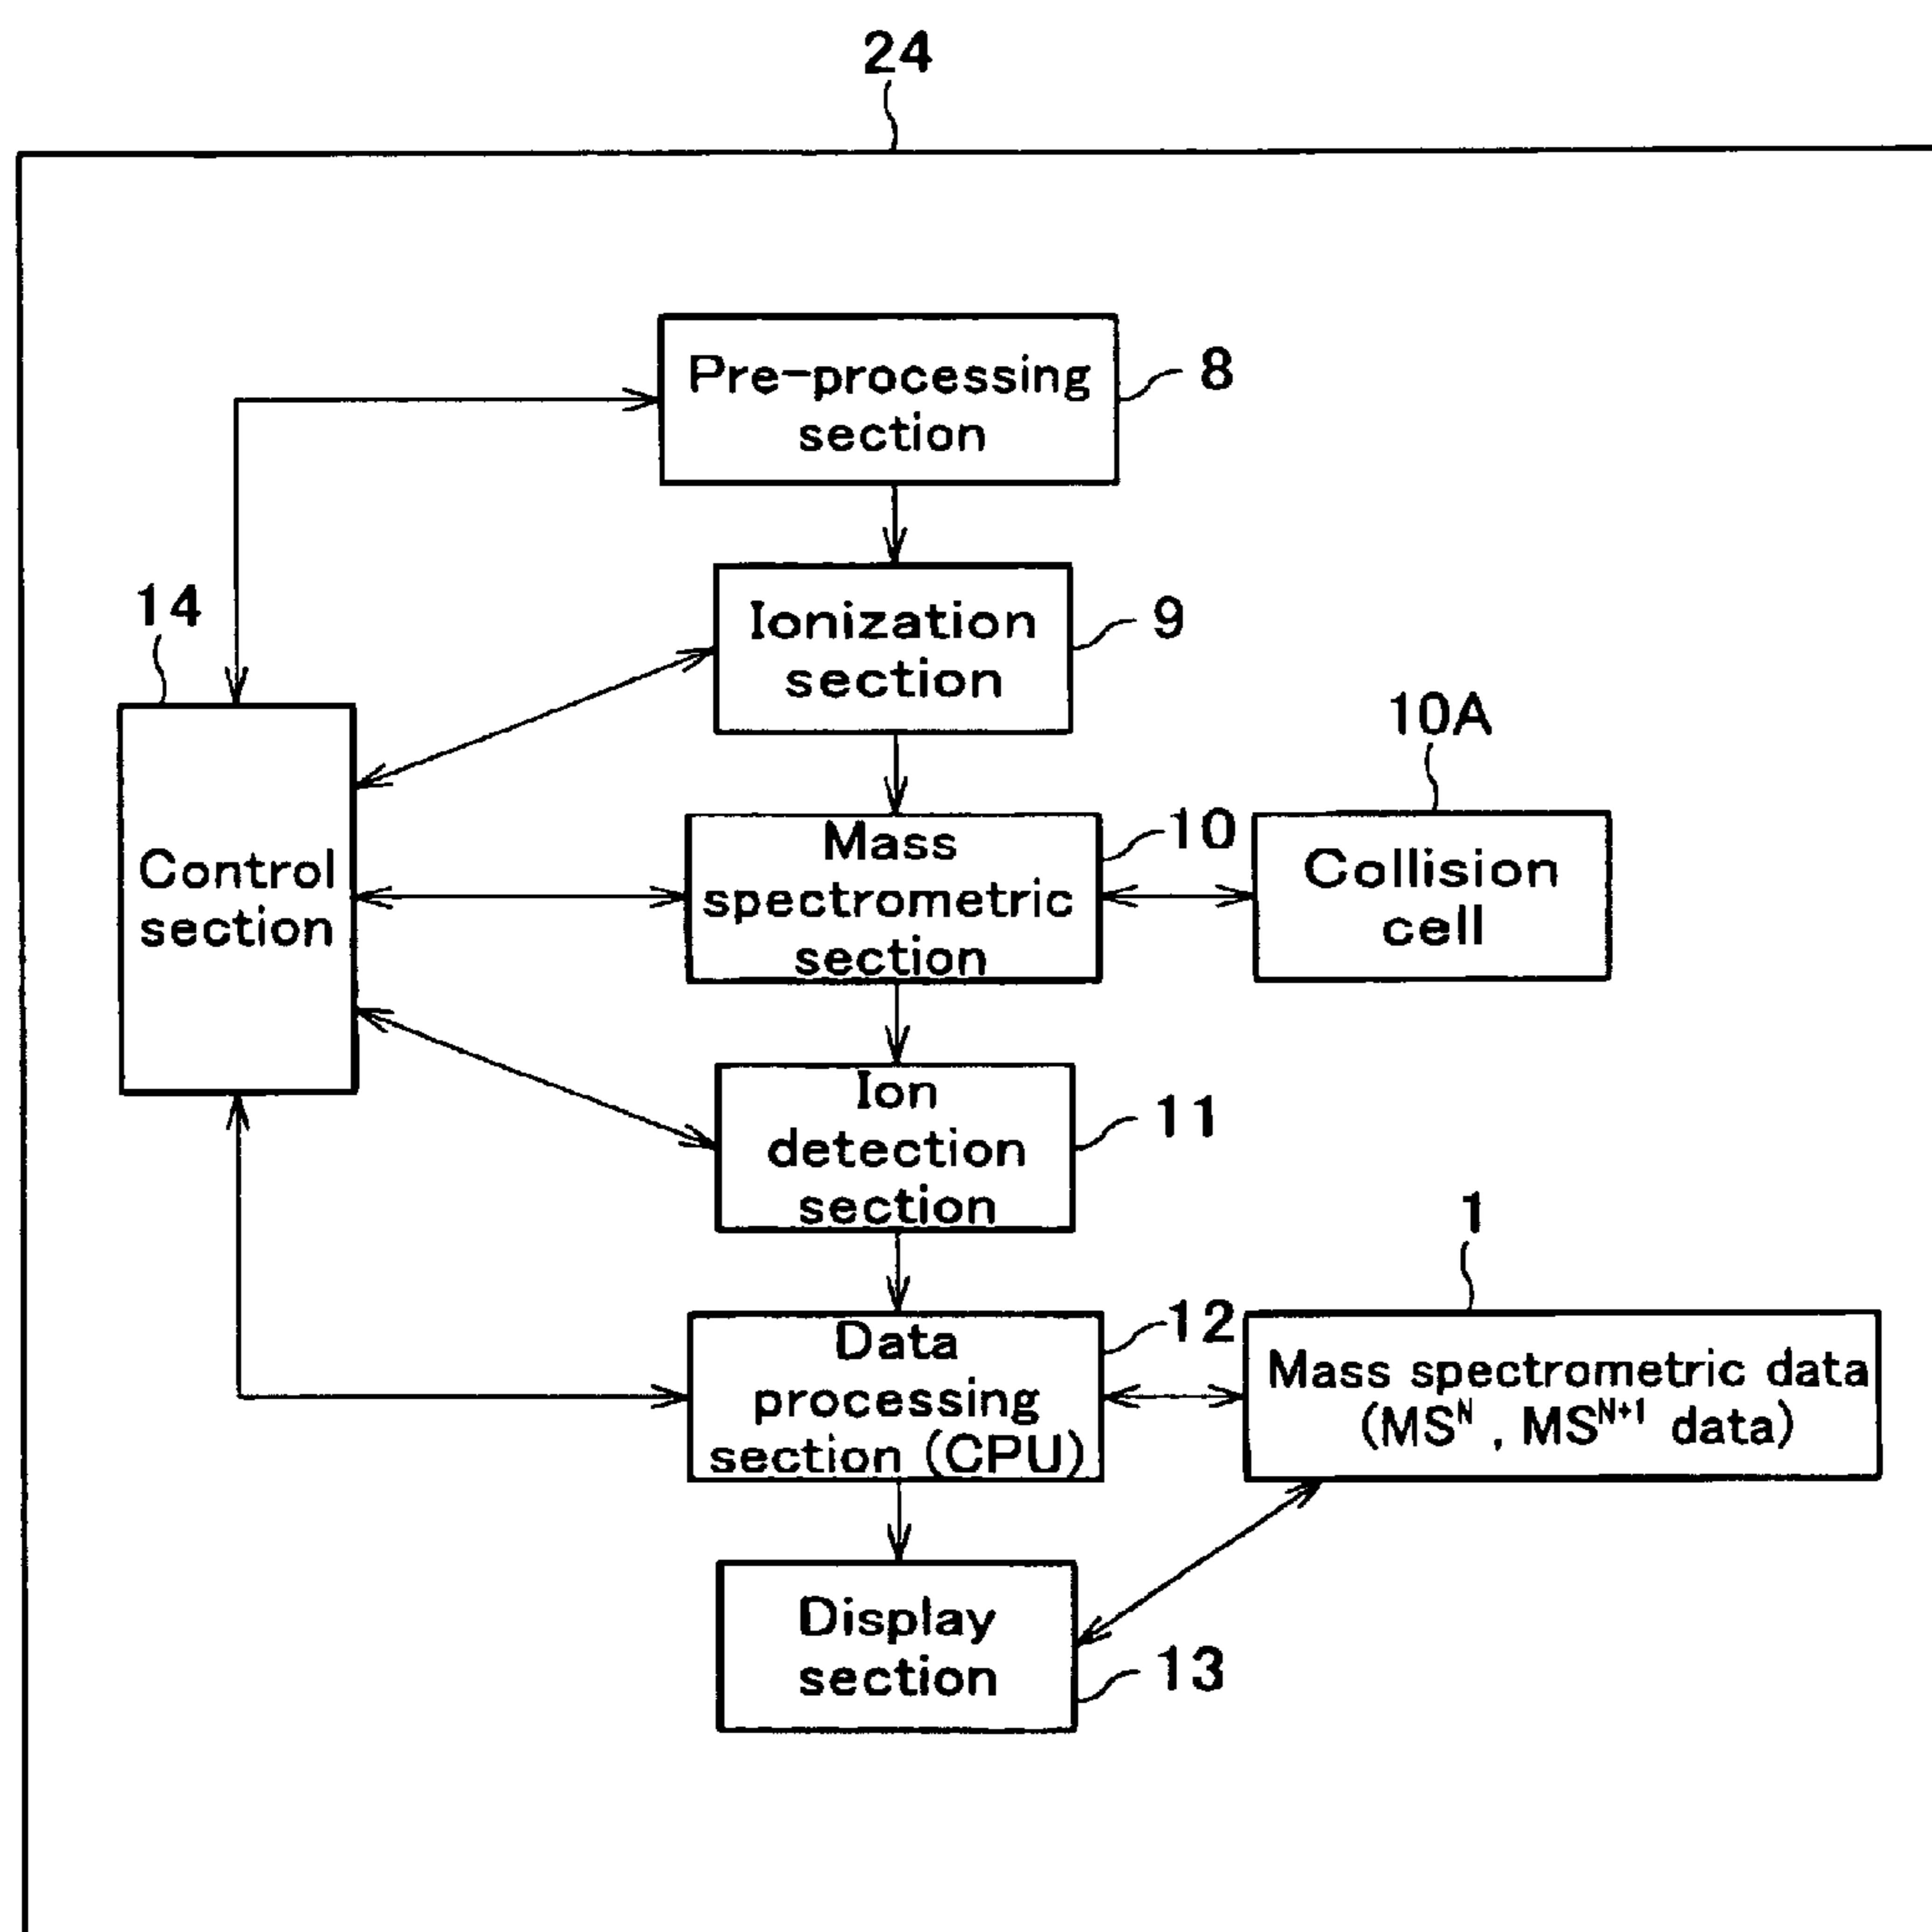 24
Pre-processing
section
8
Ionization
section
9
14
Control
section
Mass
spectrometric
section
10
10A
Collision
cell
Ion
detection
section
11
Data
processing
section (CPU)
12
1
Mass spectrometric data
(MS^N , MS^N+1 data)
Display
section
13